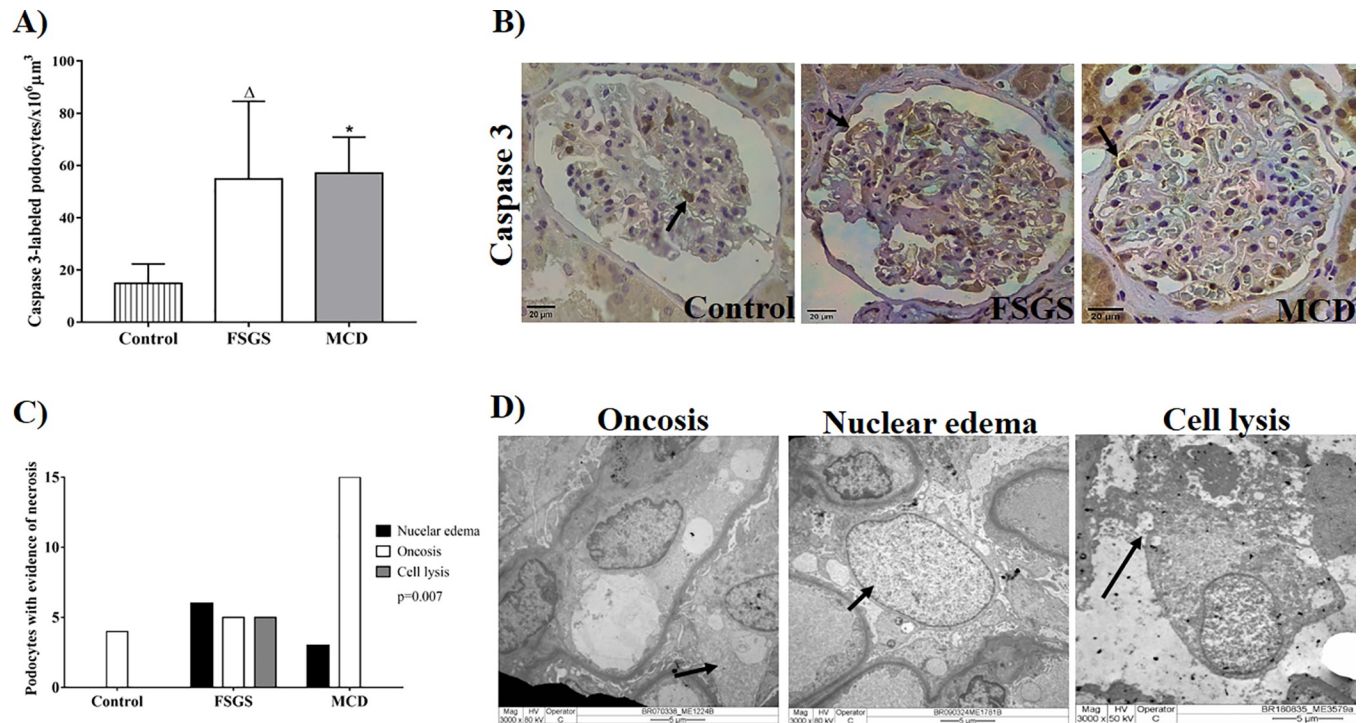 A)
Caspase 3-labeled podocytes/x10⁶µm³
100
80
60
40
20
0
Δ
*
Control
FSGS
MCD
B)
Caspase 3
20 µm
Control
20 µm
FSGS
20 µm
MCD
C)
Podocytes with evidence of necrosis
15
10
5
0
Control
FSGS
MCD
Nucelar edema
Oncosis
Cell lysis
p=0.007
D)
Oncosis
Nuclear edema
Cell lysis
BR070338_ME1224B
Mag HV Operator
3000 x 80 kV C 5 µm
BR090324ME1781B
Mag HV Operator
3000 x 80 kV C 5 µm
BR180835_ME3579a
Mag HV Operator
3000 x 50 kV C 5 µm